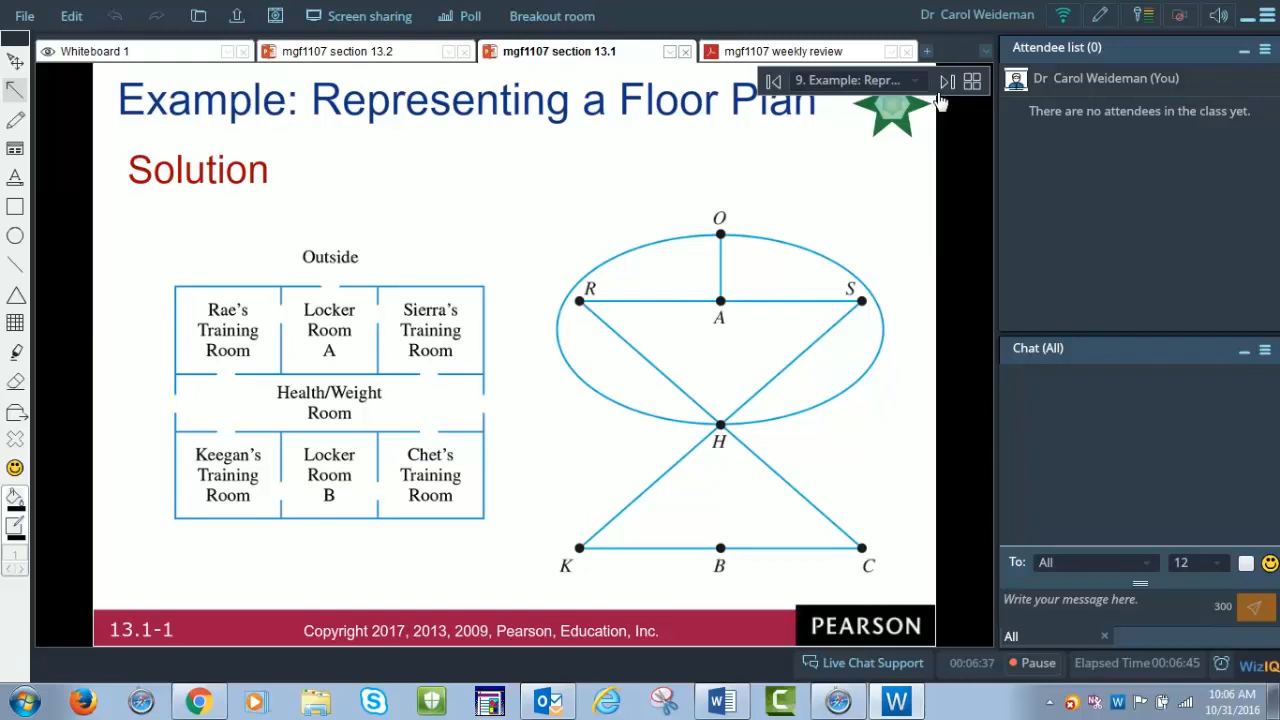 File Edit Screen sharing Poll Breakout room Dr Carol Weideman
Whiteboard 1 mgf1107 section 13.2 mgf1107 section 13.1 mgf1107 weekly review
Attendee list (0)
9. Example: Repr...
Dr Carol Weideman (You)
There are no attendees in the class yet.
Example: Representing a Floor Plan
Solution
Outside
Rae's
Training
Room
Locker
Room
A
Sierra's
Training
Room
Health/Weight
Room
Keegan's
Training
Room
Locker
Room
B
Chet's
Training
Room
O
R
S
A
H
K
B
C
13.1-1
Copyright 2017, 2013, 2009, Pearson, Education, Inc.
PEARSON
Chat (All)
To: All 12
Write your message here. 300
All
1
Live Chat Support 00:06:37 Pause Elapsed Time 00:06:45 WizIQ
10:06 AM
10/31/2016